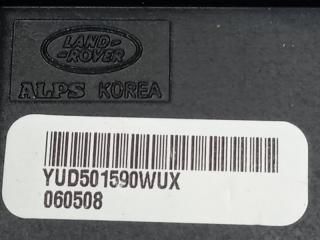 LAND-
-ROVER
ALPS KOREA
YUD501590WUX
060508